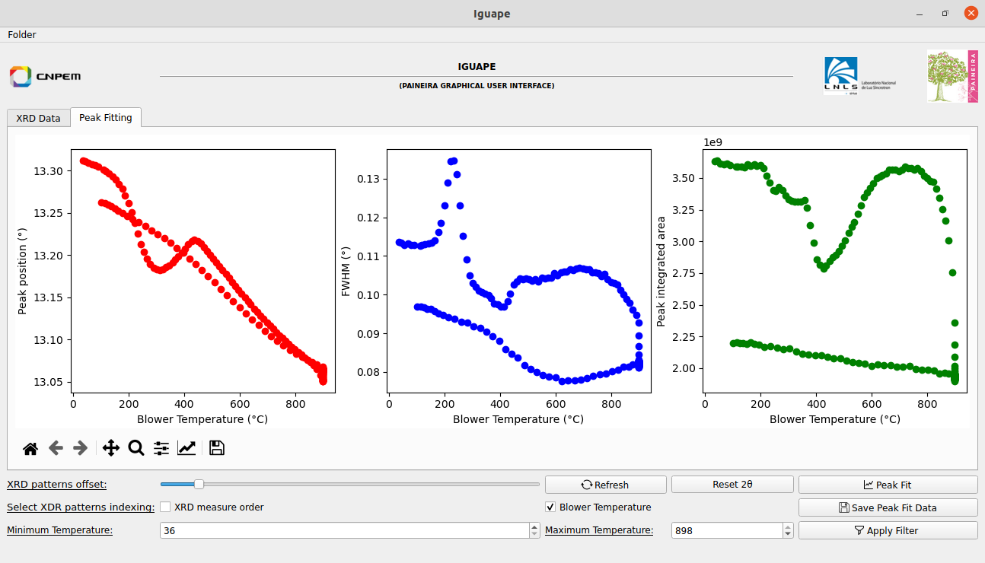 Iguape
Folder
CNPEM
IGUAPE
(PAINEIRA GRAPHICAL USER INTERFACE)
LNLS
Laboratório Nacional
de Luz Síncrotron
PAINEIRA
XRD Data
Peak Fitting
13.30
13.25
13.20
13.15
13.10
13.05
Peak position (°)
0 200 400 600 800
Blower Temperature (°C)
0.13
0.12
0.11
0.10
0.09
0.08
FWHM (°)
0 200 400 600 800
Blower Temperature (°C)
1e9
3.50
3.25
3.00
2.75
2.50
2.25
2.00
Peak integrated area
0 200 400 600 800
Blower Temperature (°C)
XRD patterns offset:
Refresh
Reset 2θ
Peak Fit
Select XDR patterns indexing:
XRD measure order
Blower Temperature
Save Peak Fit Data
Minimum Temperature:
36
Maximum Temperature:
898
Apply Filter